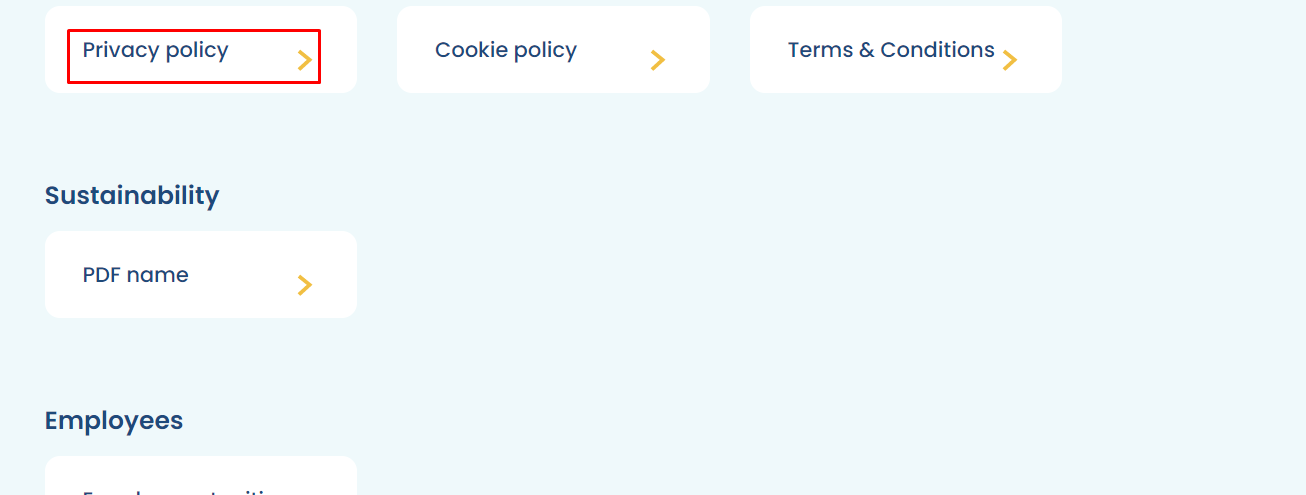 Privacy policy
Cookie policy
Terms & Conditions
Sustainability
PDF name
Employees